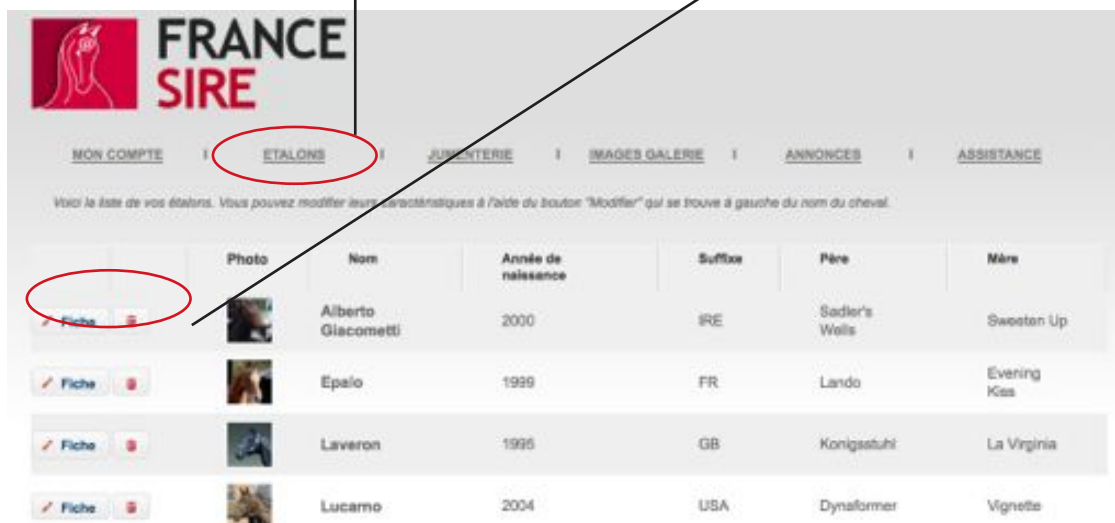 FRANCE
SIRE
MON COMPTE I ETALONS I JUMENTERIE I IMAGES GALERIE I ANNONCES I ASSISTANCE
Voici la liste de vos étalons. Vous pouvez modifier leurs caractéristiques à l'aide du bouton "Modifier" qui se trouve à gauche du nom du cheval.
Photo Nom Année de naissance Suffixe Père Mère
Fiche Alberto Giacometti 2000 IRE Sadler's Wells Sweeten Up
Fiche Epalo 1999 FR Lando Evening Kiss
Fiche Laveron 1995 GB Konigsstuhl La Virginia
Fiche Lucarno 2004 USA Dynaformer Vignette